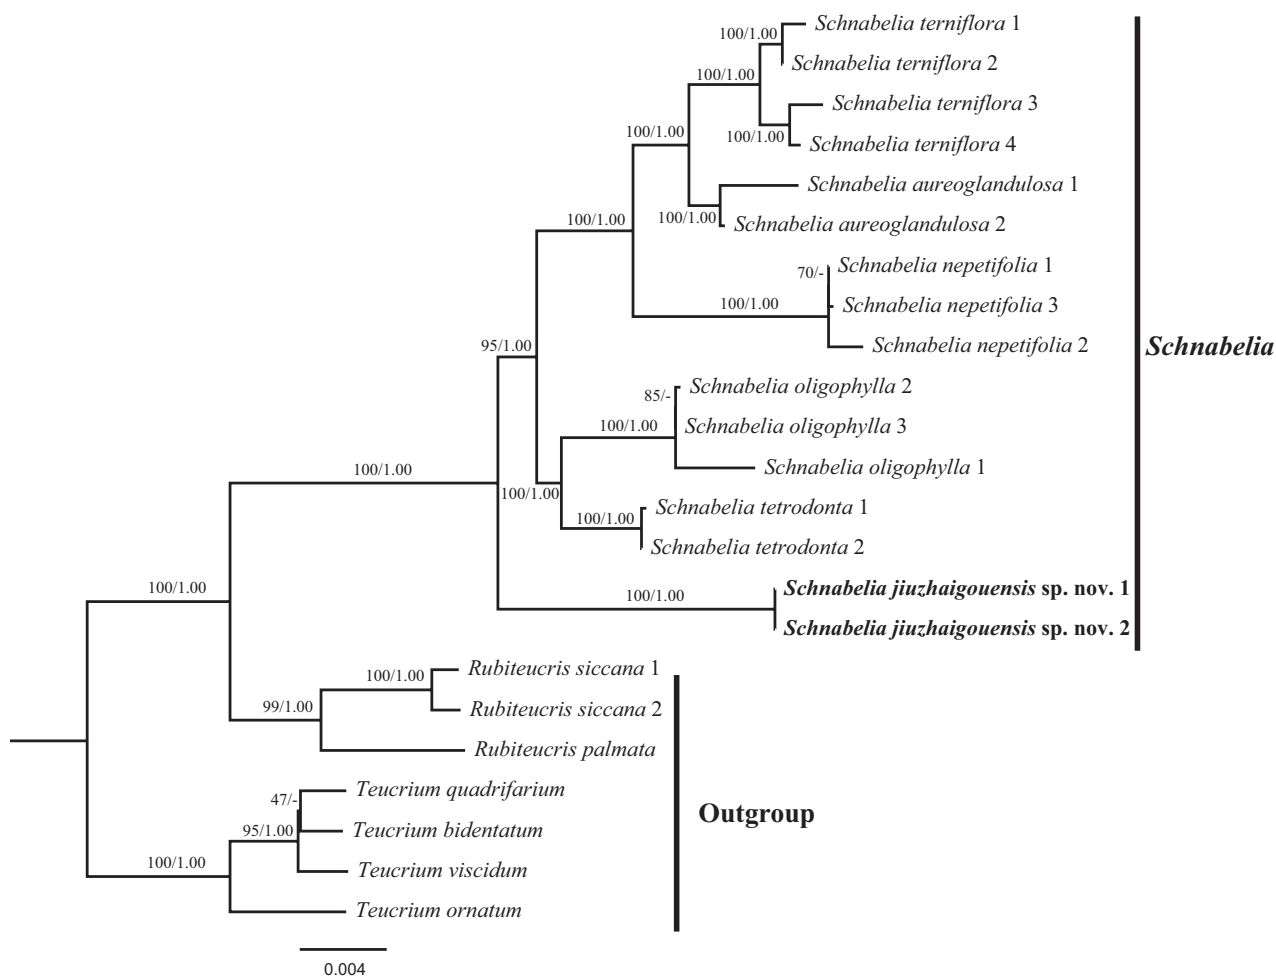 Schnabelia terniflora 1
100/1.00
Schnabelia terniflora 2
100/1.00
Schnabelia terniflora 3
100/1.00
100/1.00
Schnabelia terniflora 4
Schnabelia aureoglandulosa 1
100/1.00
100/1.00
Schnabelia aureoglandulosa 2
Schnabelia nepetifolia 1
70/-
100/1.00
Schnabelia nepetifolia 3
Schnabelia nepetifolia 2
95/1.00
Schnabelia
Schnabelia oligophylla 2
85/-
100/1.00
Schnabelia oligophylla 3
Schnabelia oligophylla 1
100/1.00
100/1.00
Schnabelia tetrodonta 1
100/1.00
Schnabelia tetrodonta 2
100/1.00
Schnabelia jiuzhaigouensis sp. nov. 1
100/1.00
Schnabelia jiuzhaigouensis sp. nov. 2
Rubiteucris siccana 1
100/1.00
99/1.00
Rubiteucris siccana 2
Rubiteucris palmata
Teucrium quadrifarium
47/-
Outgroup
95/1.00
Teucrium bidentatum
100/1.00
Teucrium viscidum
Teucrium ornatum
0.004